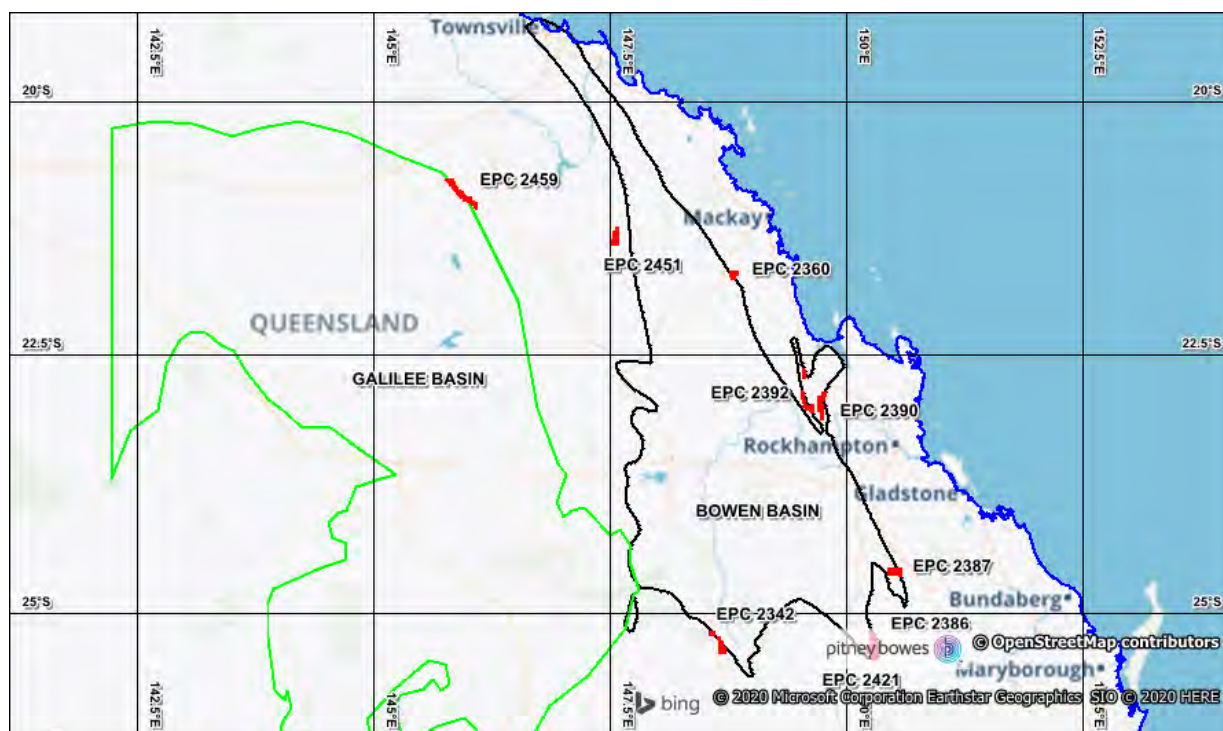 Townsville
142.5°E
145°E
147.5°E
150°E
152.5°E
20°S
20°S
EPC 2459
Mackay
EPC 2451
EPC 2360
QUEENSLAND
22.5°S
22.5°S
GALILEE BASIN
EPC 2392
EPC 2390
Rockhampton
Gladstone
BOWEN BASIN
EPC 2387
25°S
25°S
Bundaberg
EPC 2342
EPC 2386
pitneybowes
© OpenStreetMap contributors
Maryborough
EPC 2421
142.5°E
145°E
147.5°E
150°E
152.5°E
bing
© 2020 Microsoft Corporation Earthstar Geographics SIO © 2020 HERE